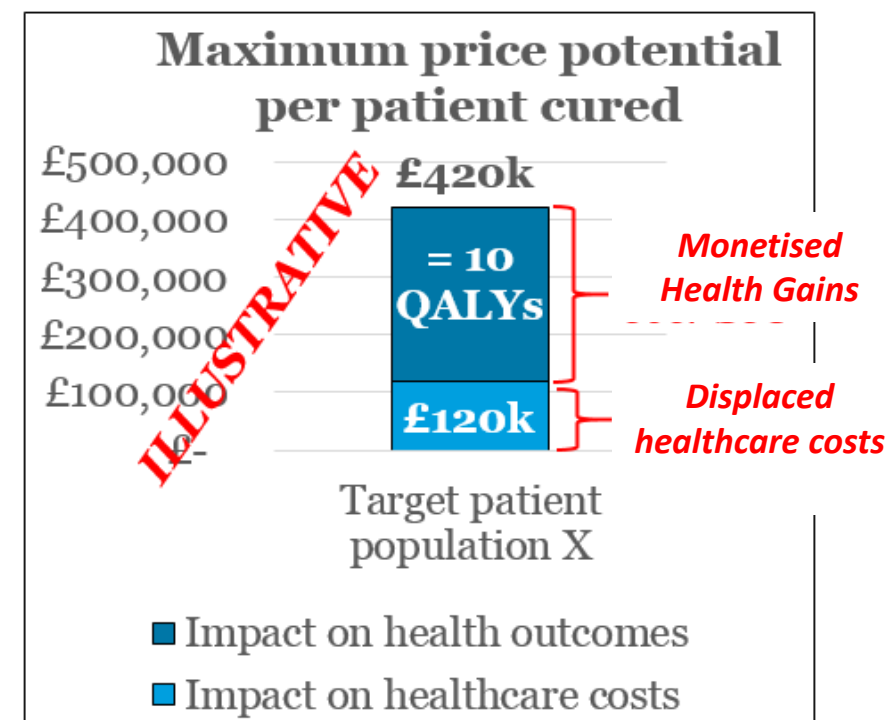 Maximum price potential
per patient cured
£500,000
£400,000
£300,000
£200,000
£100,000
£-
ILLUSTRATIVE
£420k
= 10
QALYs
£120k
Monetised
Health Gains
Displaced
healthcare costs
Target patient
population X
Impact on health outcomes
Impact on healthcare costs